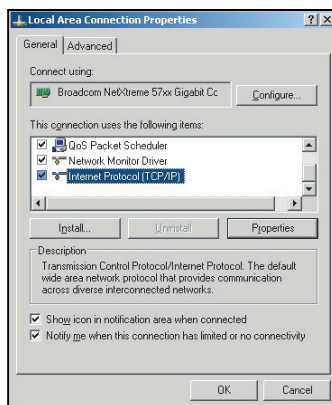 Local Area Connection Properties
General
Advanced
Connect using:
Broadcom NetXtreme 57xx Gigabit Cc
Configure...
This connection uses the following items:
QoS Packet Scheduler
Network Monitor Driver
Internet Protocol (TCP/IP)
Install...
Uninstall
Properties
Description
Transmission Control Protocol/Internet Protocol. The default
wide area network protocol that provides communication
across diverse interconnected networks.
Show icon in notification area when connected
Notify me when this connection has limited or no connectivity
OK
Cancel